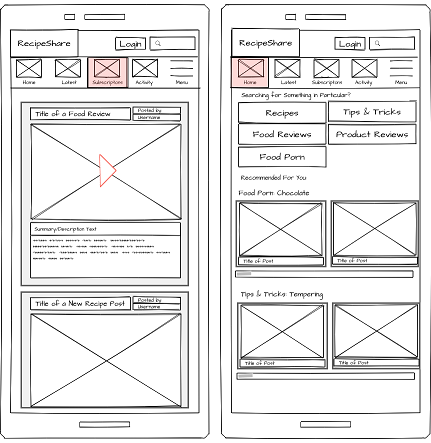 RecipeShare
Login
Home
Latest
Subscriptions
Activity
Menu
Title of a Food Review
Posted by
Username
Summary/Description Text
Title of a New Recipe Post
Posted by
Username
RecipeShare
Login
Home
Latest
Subscriptions
Activity
Menu
Searching for Something in Particular?
Recipes
Tips & Tricks
Food Reviews
Product Reviews
Food Porn
Recommended For You
Food Porn: Chocolate
Title of Post
Title of Post
Tips & Tricks: Tempering
Title of Post
Title of Post